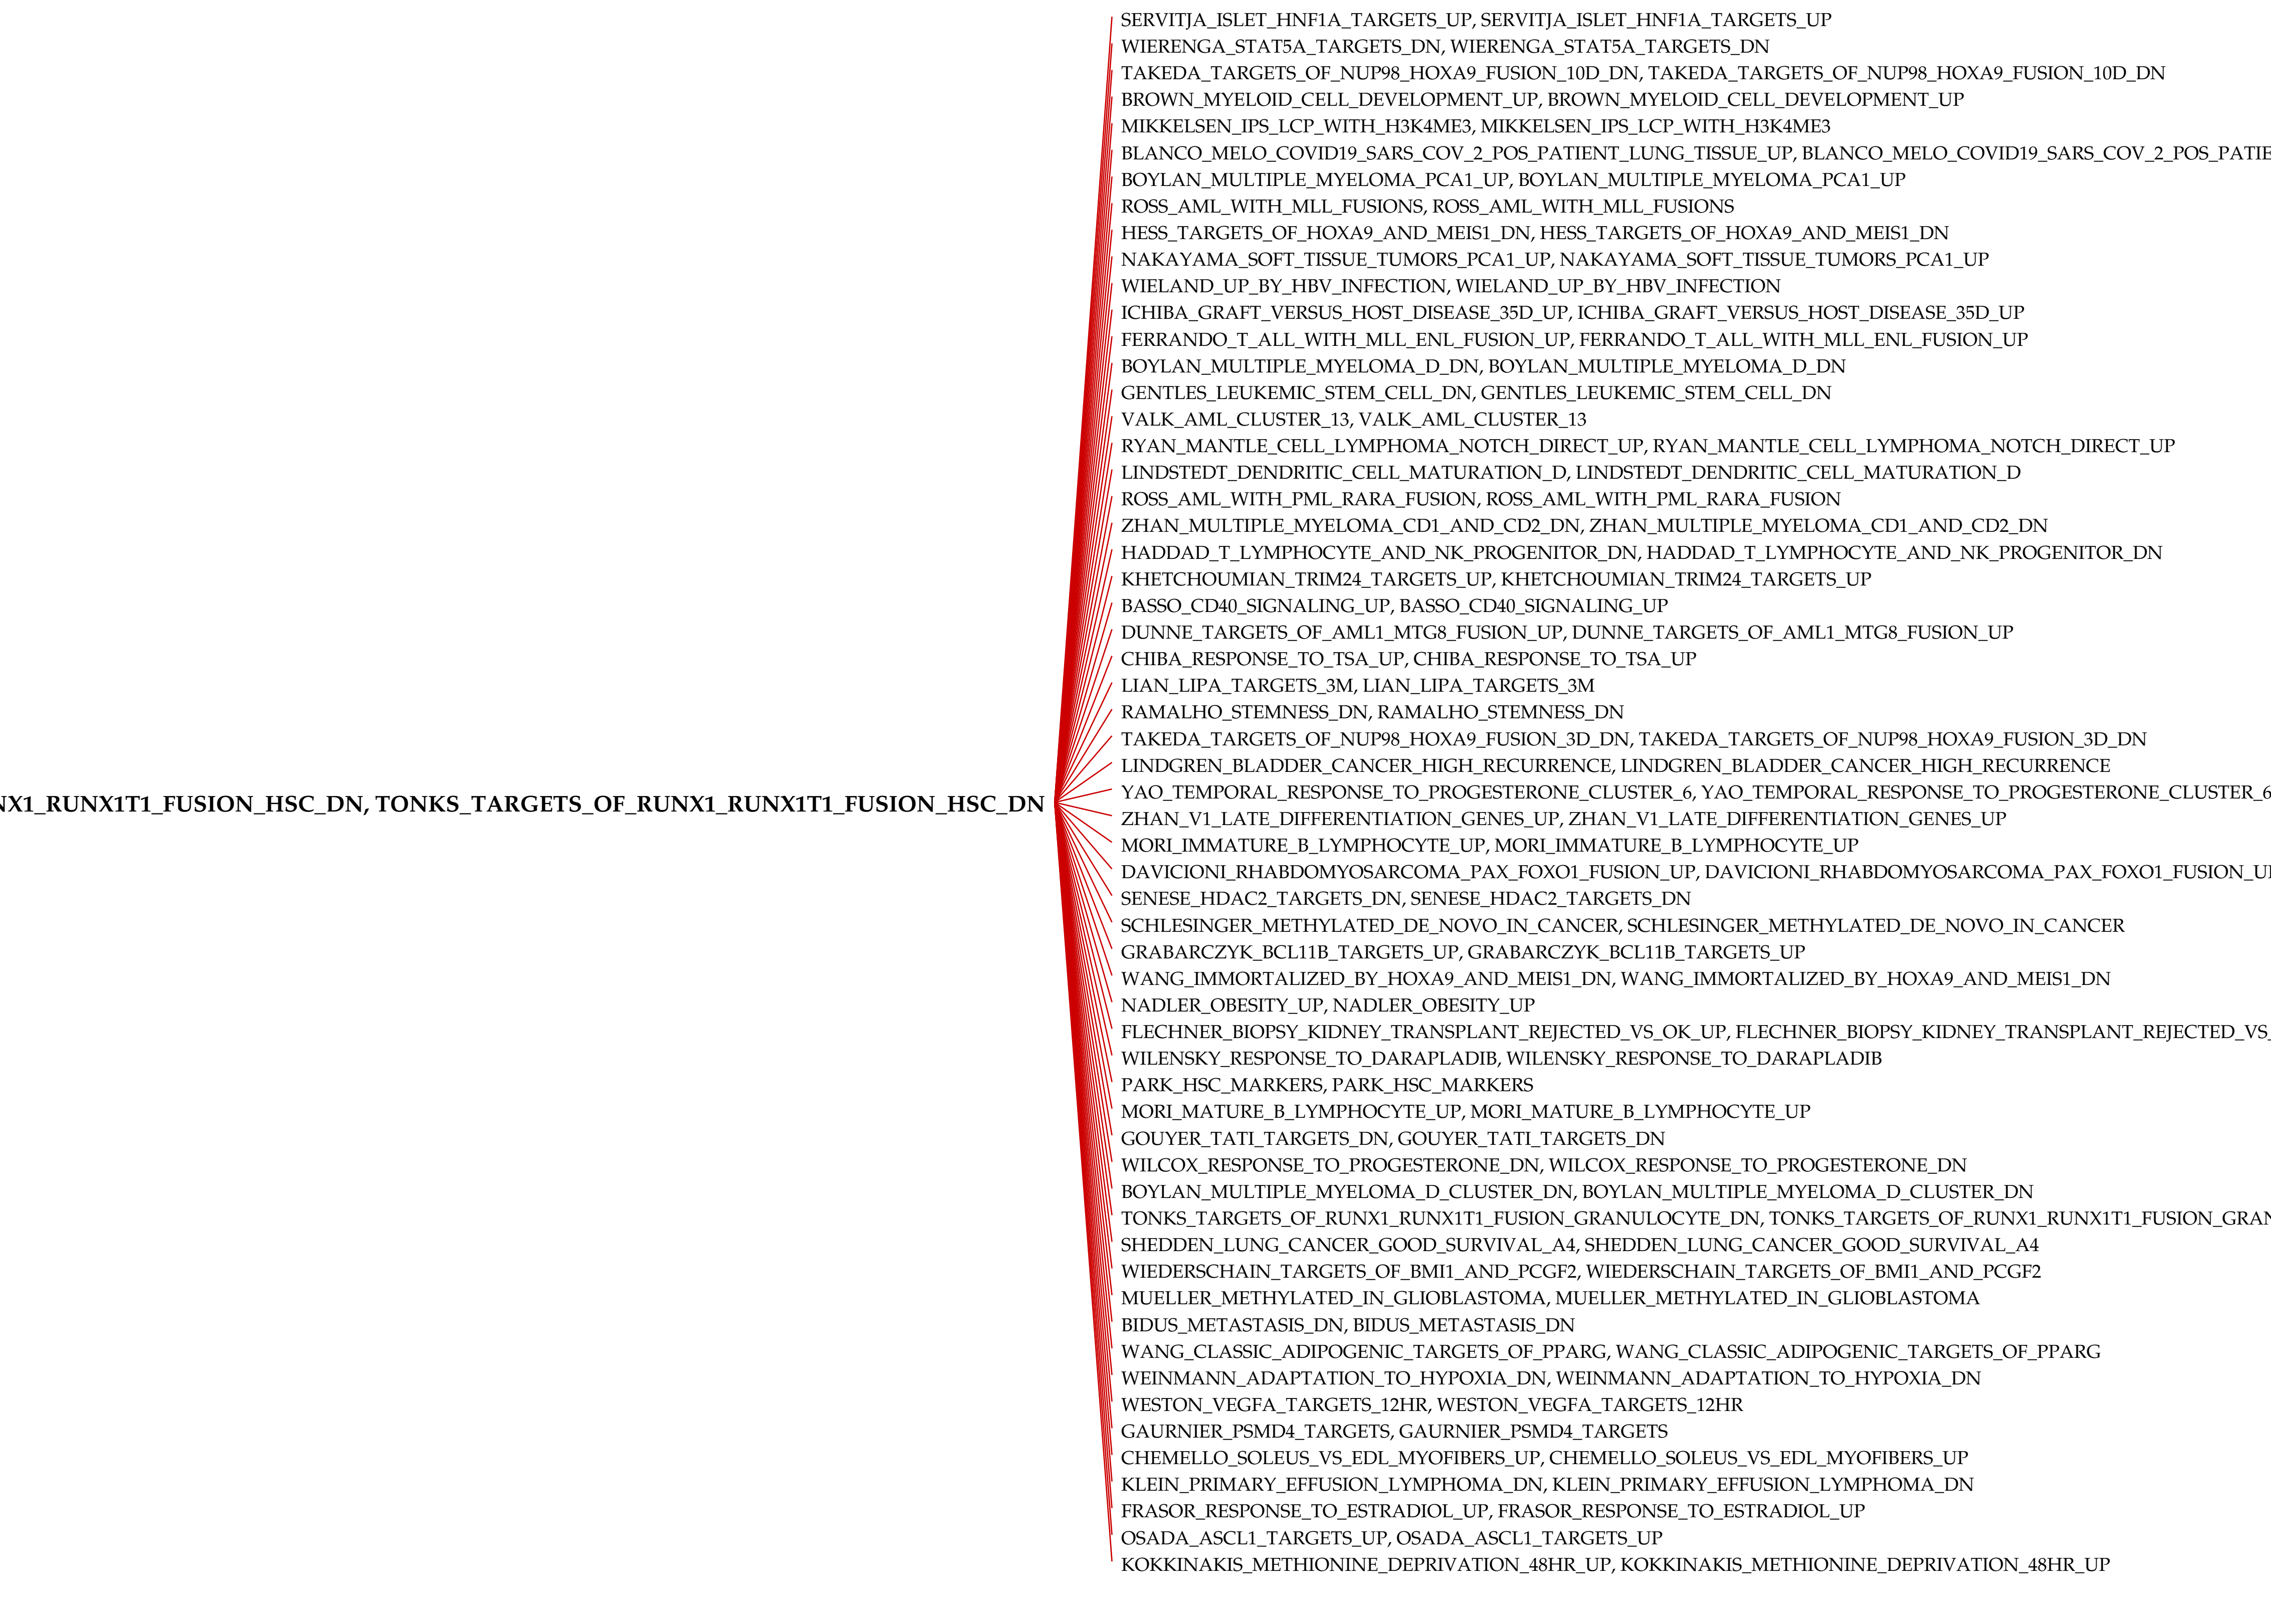 SERVITJA_ISLET_HNF1A_TARGETS_UP, SERVITJA_ISLET_HNF1A_TARGETS_UP
WIERENGA_STAT5A_TARGETS_DN, WIERENGA_STAT5A_TARGETS_DN
TAKEDA_TARGETS_OF_NUP98_HOXA9_FUSION_10D_DN, TAKEDA_TARGETS_OF_NUP98_HOXA9_FUSION_10D_DN
BROWN_MYELOID_CELL_DEVELOPMENT_UP, BROWN_MYELOID_CELL_DEVELOPMENT_UP
MIKKELSEN_IPS_LCP_WITH_H3K4ME3, MIKKELSEN_IPS_LCP_WITH_H3K4ME3
BLANCO_MELO_COVID19_SARS_COV_2_POS_PATIENT_LUNG_TISSUE_UP, BLANCO_MELO_COVID19_SARS_COV_2_POS_PATIE
BOYLAN_MULTIPLE_MYELOMA_PCA1_UP, BOYLAN_MULTIPLE_MYELOMA_PCA1_UP
ROSS_AML_WITH_MLL_FUSIONS, ROSS_AML_WITH_MLL_FUSIONS
HESS_TARGETS_OF_HOXA9_AND_MEIS1_DN, HESS_TARGETS_OF_HOXA9_AND_MEIS1_DN
NAKAYAMA_SOFT_TISSUE_TUMORS_PCA1_UP, NAKAYAMA_SOFT_TISSUE_TUMORS_PCA1_UP
WIELAND_UP_BY_HBV_INFECTION, WIELAND_UP_BY_HBV_INFECTION
ICHIBA_GRAFT_VERSUS_HOST_DISEASE_35D_UP, ICHIBA_GRAFT_VERSUS_HOST_DISEASE_35D_UP
FERRANDO_T_ALL_WITH_MLL_ENL_FUSION_UP, FERRANDO_T_ALL_WITH_MLL_ENL_FUSION_UP
BOYLAN_MULTIPLE_MYELOMA_D_DN, BOYLAN_MULTIPLE_MYELOMA_D_DN
GENTLES_LEUKEMIC_STEM_CELL_DN, GENTLES_LEUKEMIC_STEM_CELL_DN
VALK_AML_CLUSTER_13, VALK_AML_CLUSTER_13
RYAN_MANTLE_CELL_LYMPHOMA_NOTCH_DIRECT_UP, RYAN_MANTLE_CELL_LYMPHOMA_NOTCH_DIRECT_UP
LINDSTEDT_DENDRITIC_CELL_MATURATION_D, LINDSTEDT_DENDRITIC_CELL_MATURATION_D
ROSS_AML_WITH_PML_RARA_FUSION, ROSS_AML_WITH_PML_RARA_FUSION
ZHAN_MULTIPLE_MYELOMA_CD1_AND_CD2_DN, ZHAN_MULTIPLE_MYELOMA_CD1_AND_CD2_DN
HADDAD_T_LYMPHOCYTE_AND_NK_PROGENITOR_DN, HADDAD_T_LYMPHOCYTE_AND_NK_PROGENITOR_DN
KHETCHOUMIAN_TRIM24_TARGETS_UP, KHETCHOUMIAN_TRIM24_TARGETS_UP
BASSO_CD40_SIGNALING_UP, BASSO_CD40_SIGNALING_UP
DUNNE_TARGETS_OF_AML1_MTG8_FUSION_UP, DUNNE_TARGETS_OF_AML1_MTG8_FUSION_UP
CHIBA_RESPONSE_TO_TSA_UP, CHIBA_RESPONSE_TO_TSA_UP
LIAN_LIPA_TARGETS_3M, LIAN_LIPA_TARGETS_3M
RAMALHO_STEMNESS_DN, RAMALHO_STEMNESS_DN
TAKEDA_TARGETS_OF_NUP98_HOXA9_FUSION_3D_DN, TAKEDA_TARGETS_OF_NUP98_HOXA9_FUSION_3D_DN
LINDGREN_BLADDER_CANCER_HIGH_RECURRENCE, LINDGREN_BLADDER_CANCER_HIGH_RECURRENCE
YAO_TEMPORAL_RESPONSE_TO_PROGESTERONE_CLUSTER_6, YAO_TEMPORAL_RESPONSE_TO_PROGESTERONE_CLUSTER_6
NX1_RUNX1T1_FUSION_HSC_DN, TONKS_TARGETS_OF_RUNX1_RUNX1T1_FUSION_HSC_DN
ZHAN_V1_LATE_DIFFERENTIATION_GENES_UP, ZHAN_V1_LATE_DIFFERENTIATION_GENES_UP
MORI_IMMATURE_B_LYMPHOCYTE_UP, MORI_IMMATURE_B_LYMPHOCYTE_UP
DAVICIONI_RHABDOMYOSARCOMA_PAX_FOXO1_FUSION_UP, DAVICIONI_RHABDOMYOSARCOMA_PAX_FOXO1_FUSION_UP
SENESE_HDAC2_TARGETS_DN, SENESE_HDAC2_TARGETS_DN
SCHLESINGER_METHYLATED_DE_NOVO_IN_CANCER, SCHLESINGER_METHYLATED_DE_NOVO_IN_CANCER
GRABARCZYK_BCL11B_TARGETS_UP, GRABARCZYK_BCL11B_TARGETS_UP
WANG_IMMORTALIZED_BY_HOXA9_AND_MEIS1_DN, WANG_IMMORTALIZED_BY_HOXA9_AND_MEIS1_DN
NADLER_OBESITY_UP, NADLER_OBESITY_UP
FLECHNER_BIOPSY_KIDNEY_TRANSPLANT_REJECTED_VS_OK_UP, FLECHNER_BIOPSY_KIDNEY_TRANSPLANT_REJECTED_VS_
WILENSKY_RESPONSE_TO_DARAPLADIB, WILENSKY_RESPONSE_TO_DARAPLADIB
PARK_HSC_MARKERS, PARK_HSC_MARKERS
MORI_MATURE_B_LYMPHOCYTE_UP, MORI_MATURE_B_LYMPHOCYTE_UP
GOUYER_TATI_TARGETS_DN, GOUYER_TATI_TARGETS_DN
WILCOX_RESPONSE_TO_PROGESTERONE_DN, WILCOX_RESPONSE_TO_PROGESTERONE_DN
BOYLAN_MULTIPLE_MYELOMA_D_CLUSTER_DN, BOYLAN_MULTIPLE_MYELOMA_D_CLUSTER_DN
TONKS_TARGETS_OF_RUNX1_RUNX1T1_FUSION_GRANULOCYTE_DN, TONKS_TARGETS_OF_RUNX1_RUNX1T1_FUSION_GRAN
SHEDDEN_LUNG_CANCER_GOOD_SURVIVAL_A4, SHEDDEN_LUNG_CANCER_GOOD_SURVIVAL_A4
WIEDERSCHAIN_TARGETS_OF_BMI1_AND_PCGF2, WIEDERSCHAIN_TARGETS_OF_BMI1_AND_PCGF2
MUELLER_METHYLATED_IN_GLIOBLASTOMA, MUELLER_METHYLATED_IN_GLIOBLASTOMA
BIDUS_METASTASIS_DN, BIDUS_METASTASIS_DN
WANG_CLASSIC_ADIPOGENIC_TARGETS_OF_PPARG, WANG_CLASSIC_ADIPOGENIC_TARGETS_OF_PPARG
WEINMANN_ADAPTATION_TO_HYPOXIA_DN, WEINMANN_ADAPTATION_TO_HYPOXIA_DN
WESTON_VEGFA_TARGETS_12HR, WESTON_VEGFA_TARGETS_12HR
GAURNIER_PSMD4_TARGETS, GAURNIER_PSMD4_TARGETS
CHEMELLO_SOLEUS_VS_EDL_MYOFIBERS_UP, CHEMELLO_SOLEUS_VS_EDL_MYOFIBERS_UP
KLEIN_PRIMARY_EFFUSION_LYMPHOMA_DN, KLEIN_PRIMARY_EFFUSION_LYMPHOMA_DN
FRASOR_RESPONSE_TO_ESTRADIOL_UP, FRASOR_RESPONSE_TO_ESTRADIOL_UP
OSADA_ASCL1_TARGETS_UP, OSADA_ASCL1_TARGETS_UP
KOKKINAKIS_METHIONINE_DEPRIVATION_48HR_UP, KOKKINAKIS_METHIONINE_DEPRIVATION_48HR_UP